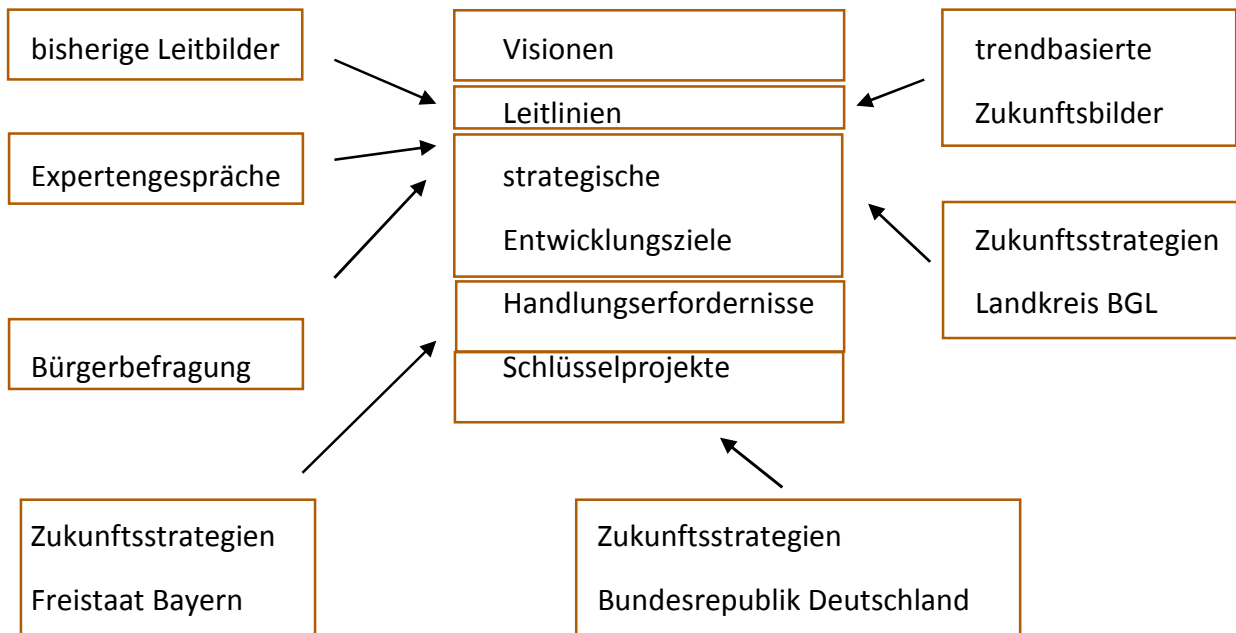 bisherige Leitbilder
Expertengespräche
Bürgerbefragung
Visionen
Leitlinien
strategische
Entwicklungsziele
Handlungserfordernisse
Schlüsselprojekte
trendbasierte
Zukunftsbilder
Zukunftsstrategien
Landkreis BGL
Zukunftsstrategien
Freistaat Bayern
Zukunftsstrategien
Bundesrepublik Deutschland